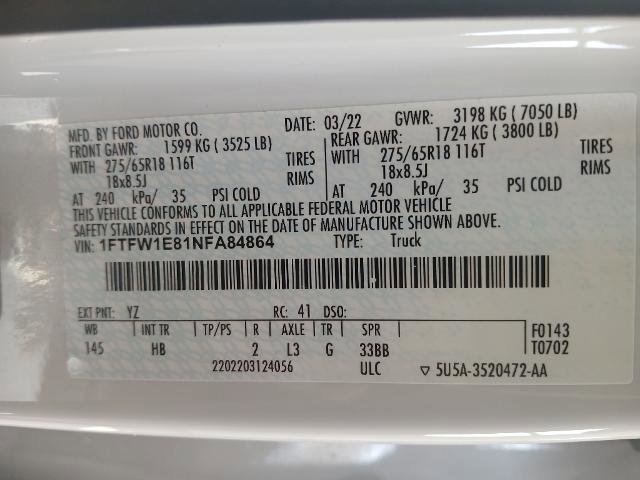 MFD. BY FORD MOTOR CO. DATE: 03/22 GVWR: 3198 KG ( 7050 LB)
FRONT GAWR: 1599 KG ( 3525 LB) REAR GAWR: 1724 KG ( 3800 LB)
WITH 275/65R18 116T TIRES WITH 275/65R18 116T TIRES
18x8.5J RIMS 18x8.5J RIMS
AT 240 kPa/ 35 PSI COLD AT 240 kPa/ 35 PSI COLD
THIS VEHICLE CONFORMS TO ALL APPLICABLE FEDERAL MOTOR VEHICLE
SAFETY STANDARDS IN EFFECT ON THE DATE OF MANUFACTURE SHOWN ABOVE.
VIN: 1FTFW1E81NFA84864 TYPE: Truck
EXT PNT: YZ RC: 41 DSO:
WB INT TR TP/PS R AXLE TR SPR F0143
145 HB 2 L3 G 33BB T0702
2202203124056 ULC ▽ 5U5A-3520472-AA